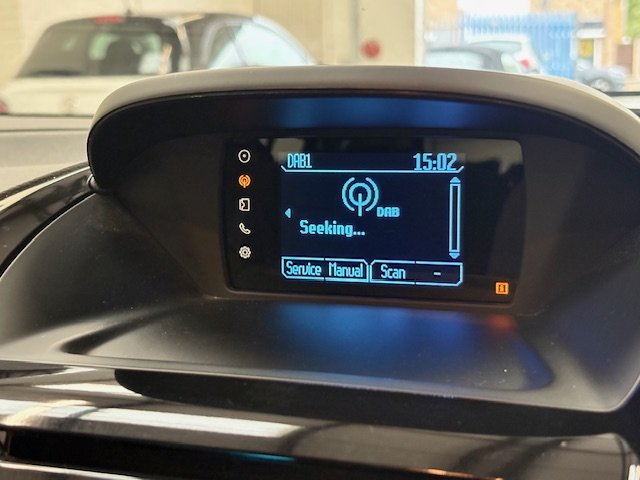 DAB1 15:02
DAB
Seeking...
Service Manual Scan -